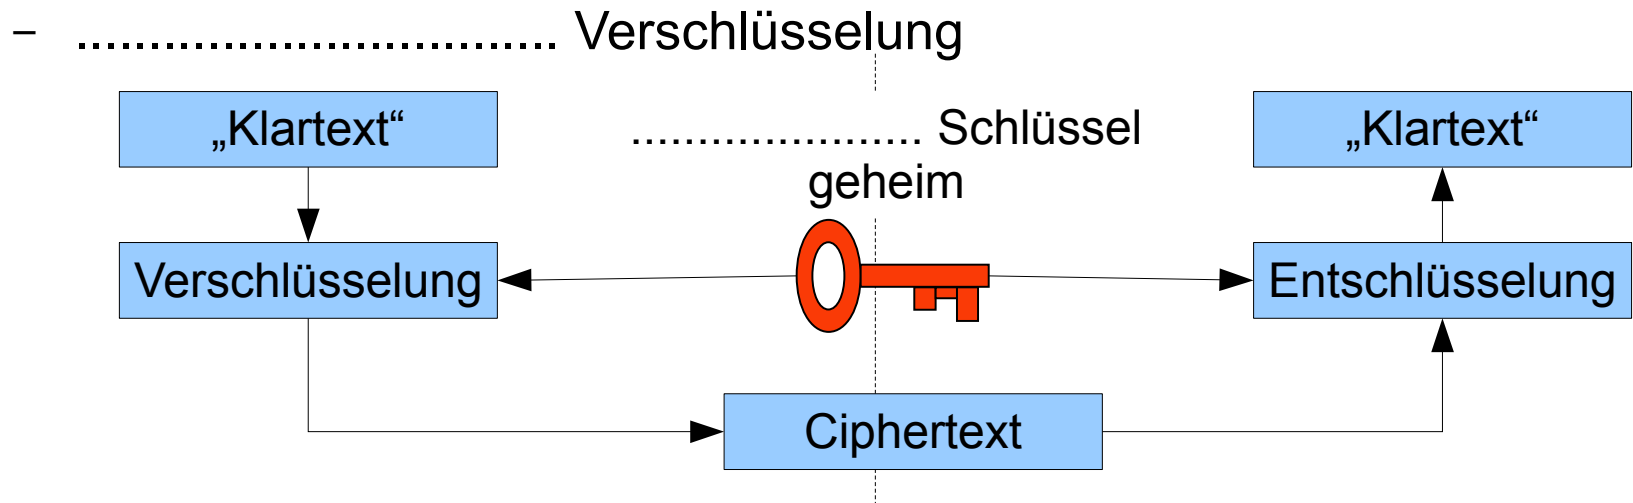 – ................................. Verschlüsselung
„Klartext“
...................... Schlüssel
geheim
„Klartext“
Verschlüsselung
Entschlüsselung
Ciphertext